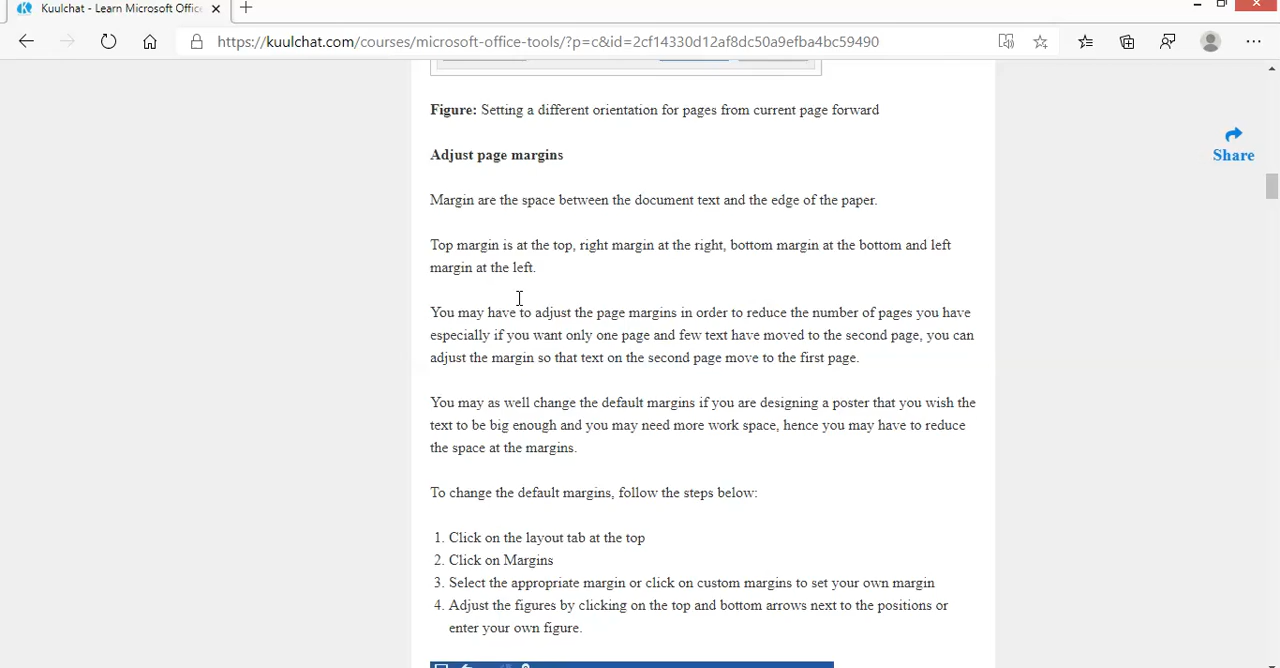 Kuulchat - Learn Microsoft Offic
https://kuulchat.com/courses/microsoft-office-tools/?p=c&id=2cf14330d12af8dc50a9efba4bc59490
Figure: Setting a different orientation for pages from current page forward
Adjust page margins
Share
Margin are the space between the document text and the edge of the paper.
Top margin is at the top, right margin at the right, bottom margin at the bottom and left
margin at the left.
You may have to adjust the page margins in order to reduce the number of pages you have
especially if you want only one page and few text have moved to the second page, you can
adjust the margin so that text on the second page move to the first page.
You may as well change the default margins if you are designing a poster that you wish the
text to be big enough and you may need more work space, hence you may have to reduce
the space at the margins.
To change the default margins, follow the steps below:
1. Click on the layout tab at the top
2. Click on Margins
3. Select the appropriate margin or click on custom margins to set your own margin
4. Adjust the figures by clicking on the top and bottom arrows next to the positions or
enter your own figure.